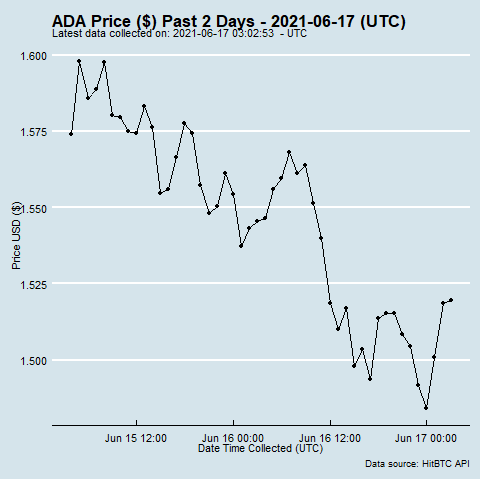 ADA Price ($) Past 2 Days - 2021-06-17 (UTC)
Latest data collected on: 2021-06-17 03:02:53  - UTC
1.600
1.575
1.550
1.525
1.500
Price USD ($)
Jun 15 12:00 Jun 16 00:00 Jun 16 12:00 Jun 17 00:00
Date Time Collected (UTC)
Data source: HitBTC API